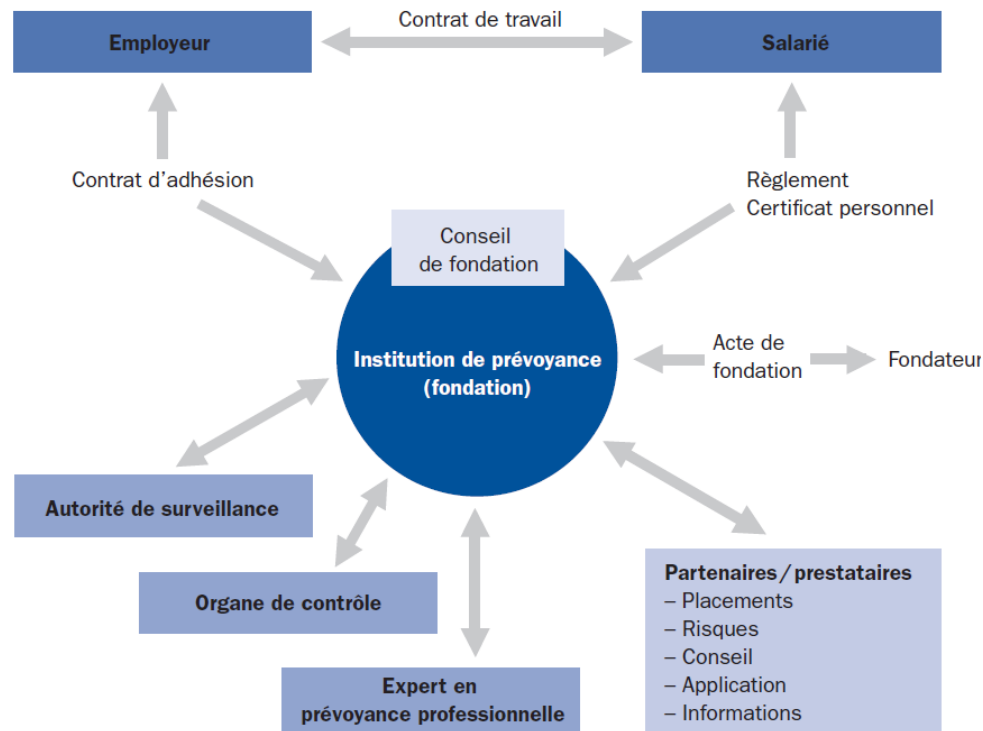 Contrat de travail
Employeur
Salarié
Contrat d'adhésion
Règlement
Certificat personnel
Conseil
de fondation
Institution de prévoyance
(fondation)
Acte de
fondation
Fondateur
Autorité de surveillance
Organe de contrôle
Expert en
prévoyance professionnelle
Partenaires/prestataires
– Placements
– Risques
– Conseil
– Application
– Informations